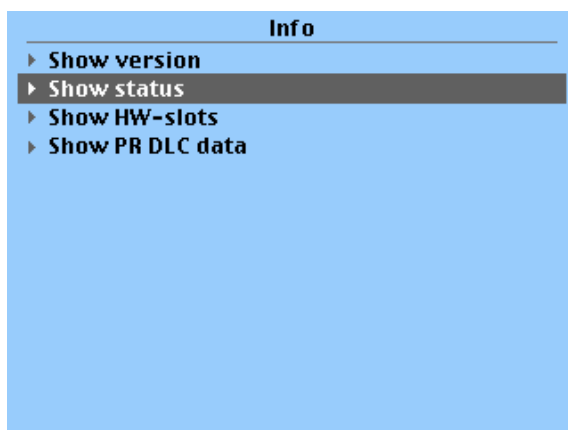 Info
Show version
Show status
Show HW-slots
Show PR DLC data